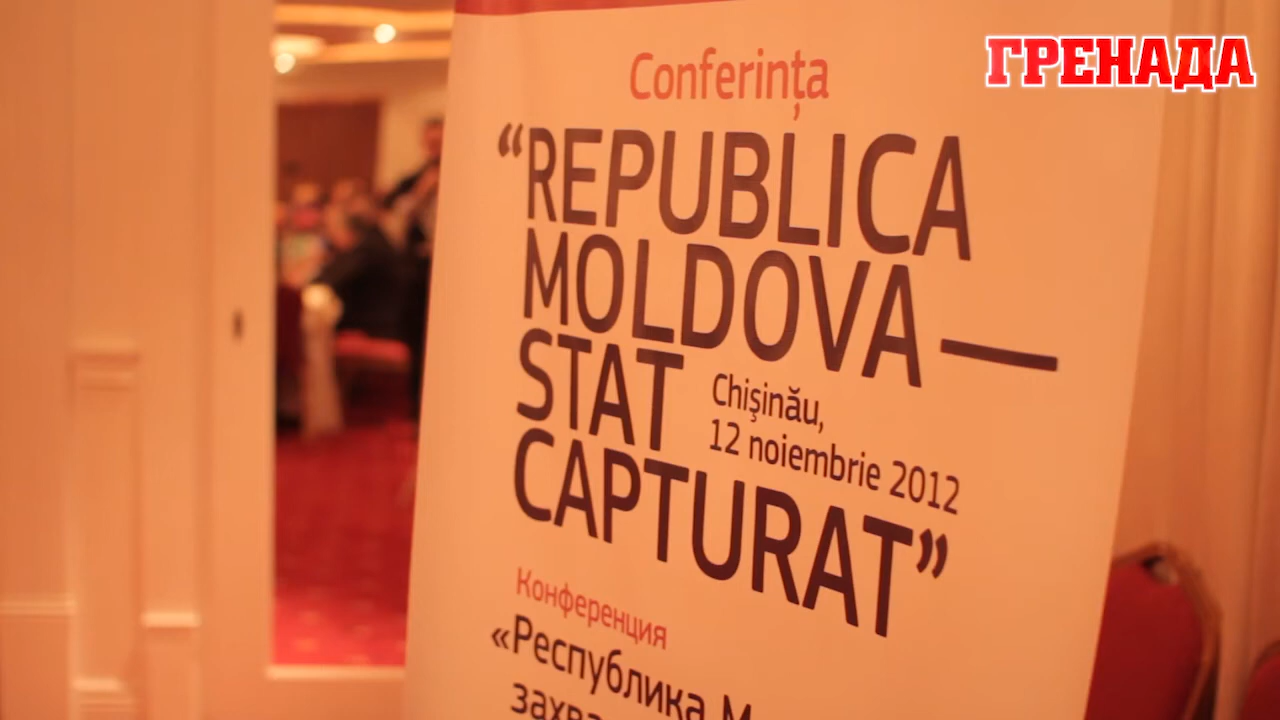 ГРЕНАДА
Conferința
“REPUBLICA
MOLDOVA—
STAT
Chişinău,
12 noiembrie 2012
CAPTURAT”
Конференция
«Республика